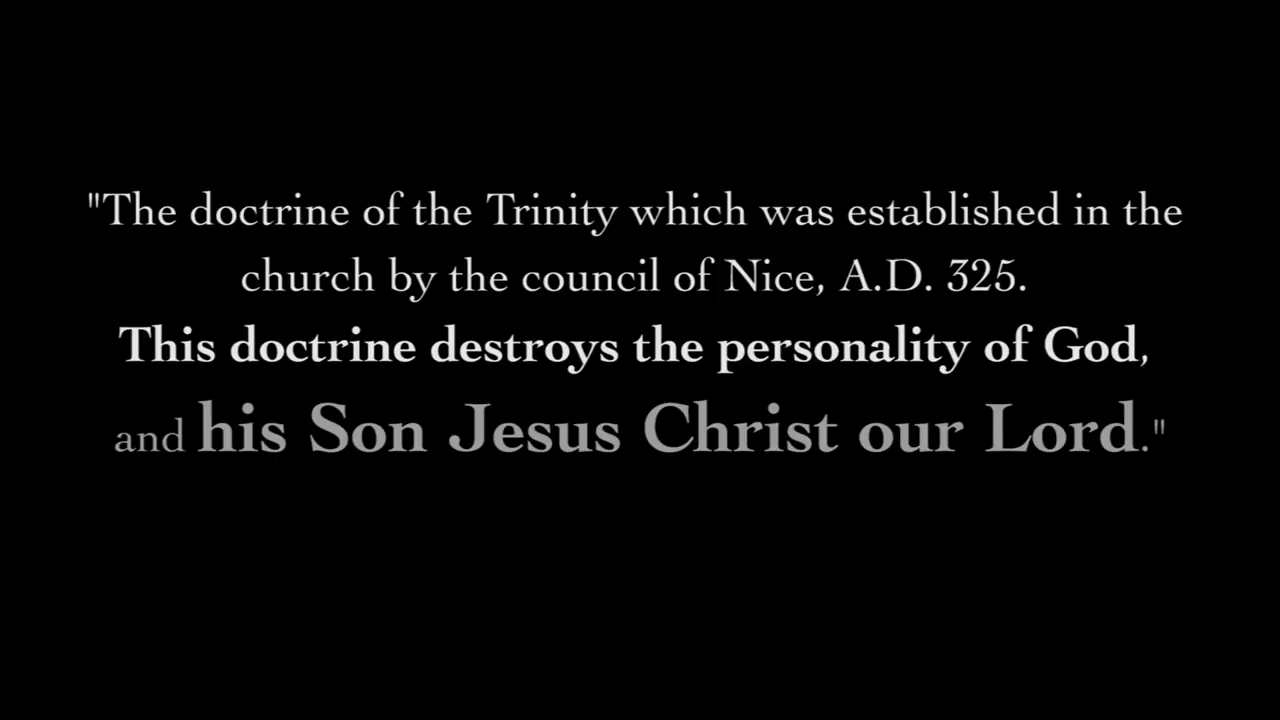 "The doctrine of the Trinity which was established in the
church by the council of Nice, A.D. 325.
This doctrine destroys the personality of God,
and his Son Jesus Christ our Lord."